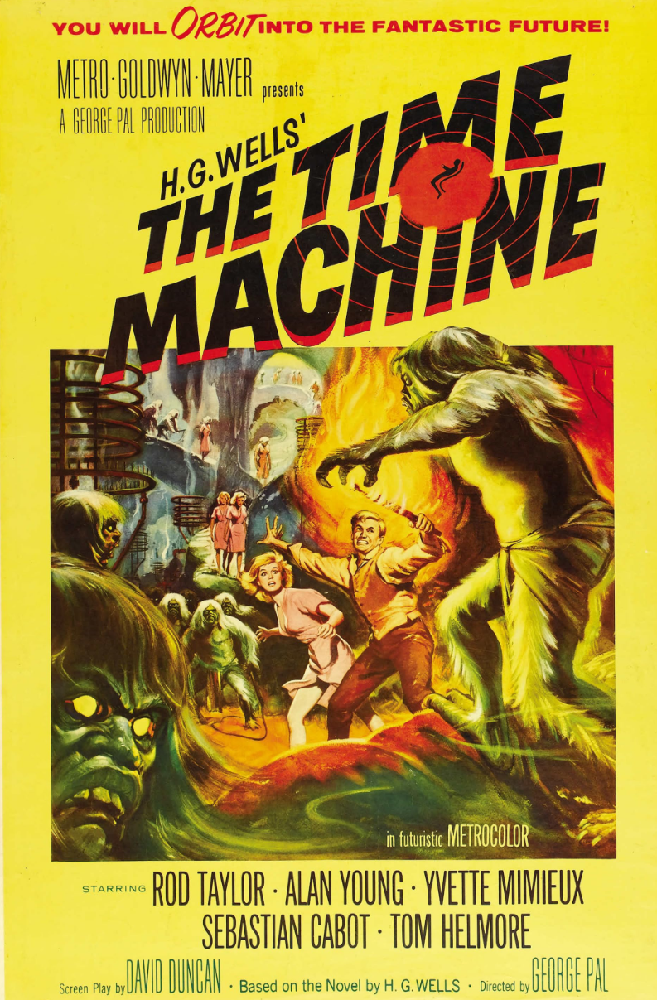 YOU WILL ORBIT INTO THE FANTASTIC FUTURE!
METRO·GOLDWYN·MAYER presents
A GEORGE PAL PRODUCTION
H.G. WELLS'
THE TIME
MACHINE
in futuristic METROCOLOR
STARRING ROD TAYLOR · ALAN YOUNG · YVETTE MIMIEUX
SEBASTIAN CABOT · TOM HELMORE
Screen Play by DAVID DUNCAN · Based on the Novel by H. G. WELLS · Directed by GEORGE PAL